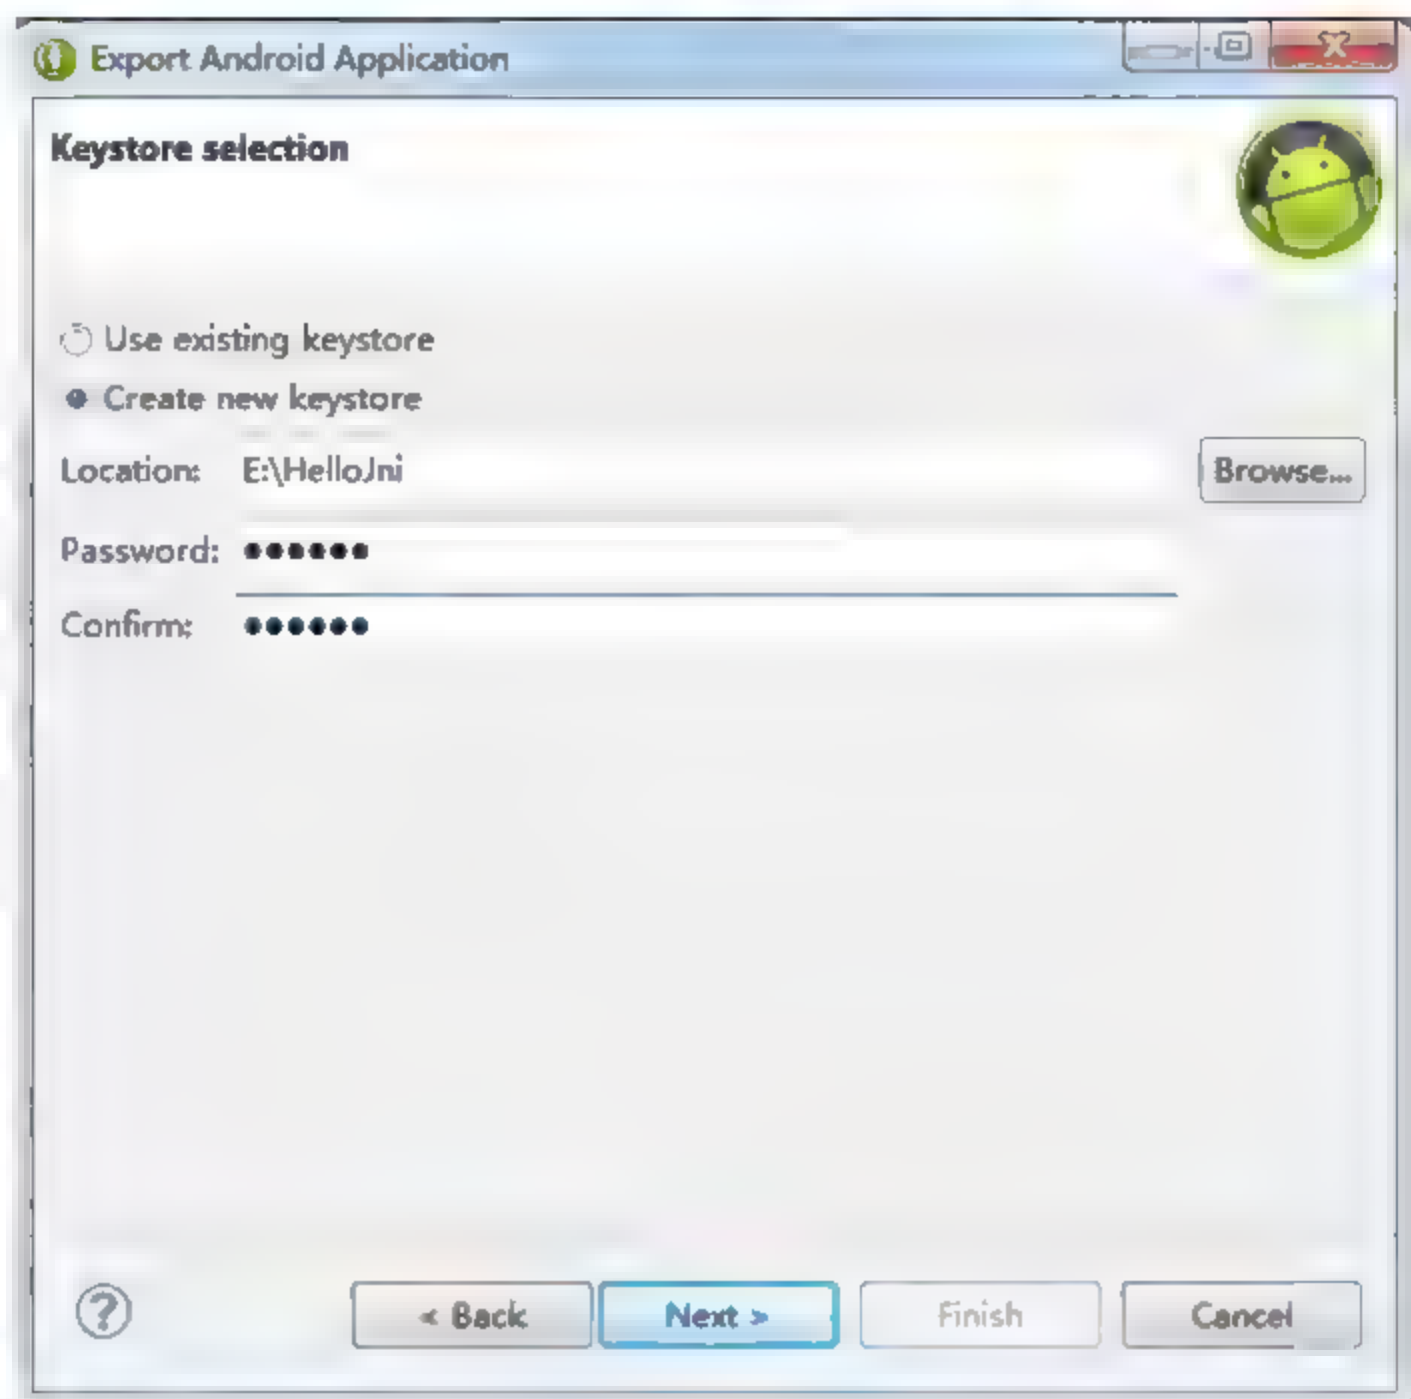 Export Android Application
Keystore selection
Use existing keystore
Create new keystore
Location: E:\HelloJni Browse...
Password: ●●●●●●
Confirm: ●●●●●●
< Back Next > Finish Cancel